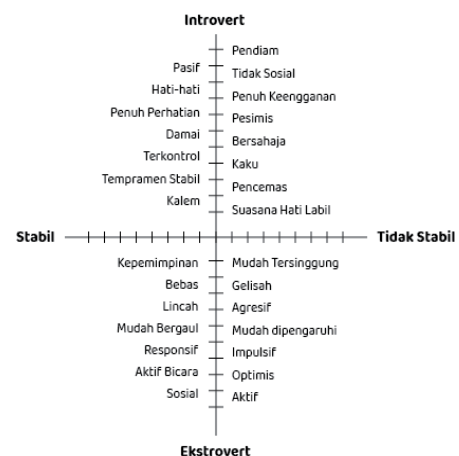 Introvert
Pendiam
Pasif
Tidak Sosial
Hati-hati
Penuh Keengganan
Penuh Perhatian
Pesimis
Damai
Bersahaja
Terkontrol
Kaku
Tempramen Stabil
Pencemas
Kalem
Suasana Hati Labil
Stabil
Tidak Stabil
Kepemimpinan
Mudah Tersinggung
Bebas
Gelisah
Lincah
Agresif
Mudah Bergaul
Mudah dipengaruhi
Responsif
Impulsif
Aktif Bicara
Optimis
Sosial
Aktif
Ekstrovert